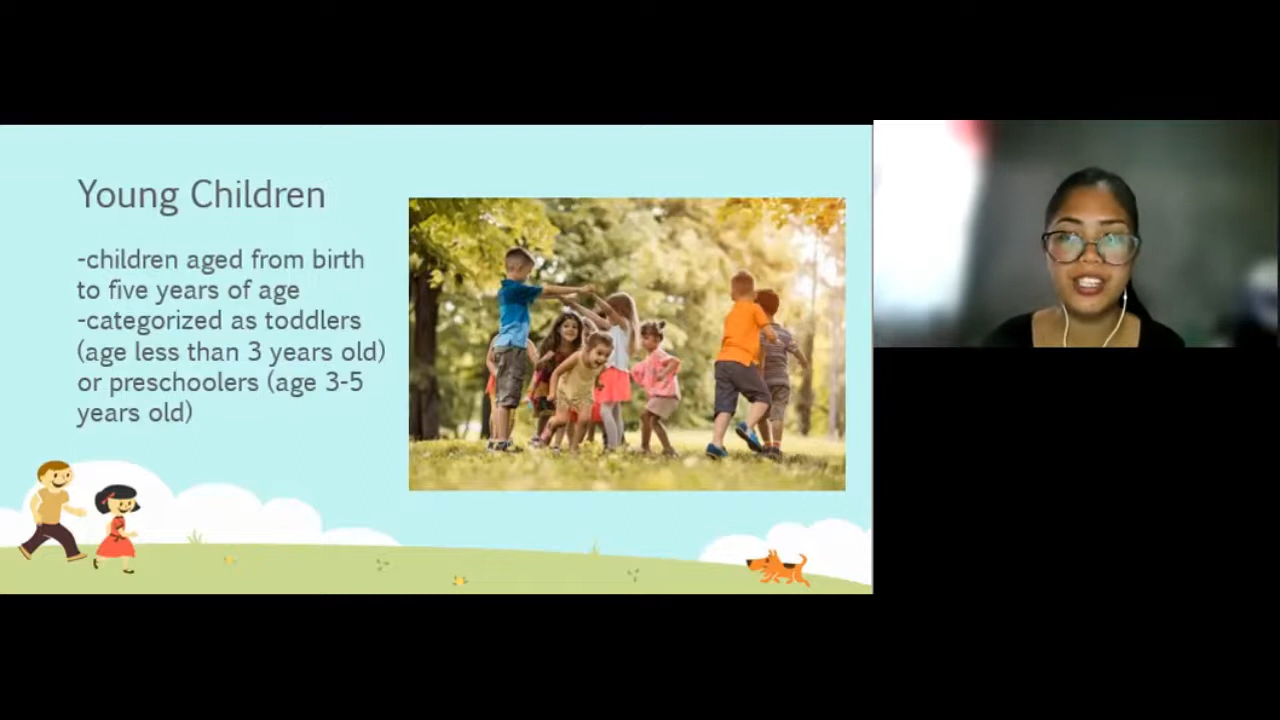 Young Children
-children aged from birth
to five years of age
-categorized as toddlers
(age less than 3 years old)
or preschoolers (age 3-5
years old)